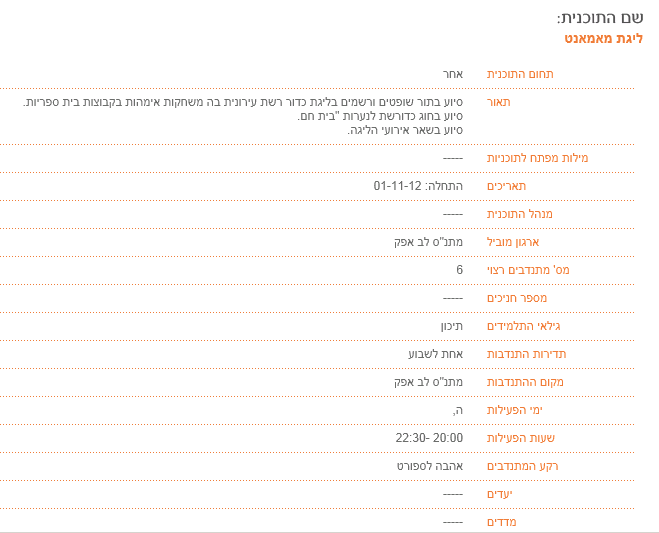 שם התוכנית:
ליגת מאמאנט
תחום התוכנית אחר
תאור סיוע בתור שופטים ורשמים בליגת כדור רשת עירונית בה משחקות אימהות בקבוצות בית ספריות.
סיוע בחוג כדורשת לנערות "בית חם.
סיוע בשאר אירועי הליגה.
מילות מפתח לתוכניות -----
תאריכים התחלה: 01-11-12
מנהל התוכנית -----
ארגון מוביל מתנ"ס לב אפק
מס' מתנדבים רצוי 6
מספר חניכים -----
גילאי התלמידים תיכון
תדירות התנדבות אחת לשבוע
מקום ההתנדבות מתנ"ס לב אפק
ימי הפעילות ה,
שעות הפעילות 20:00 -22:30
רקע המתנדבים אהבה לספורט
יעדים -----
מדדים -----